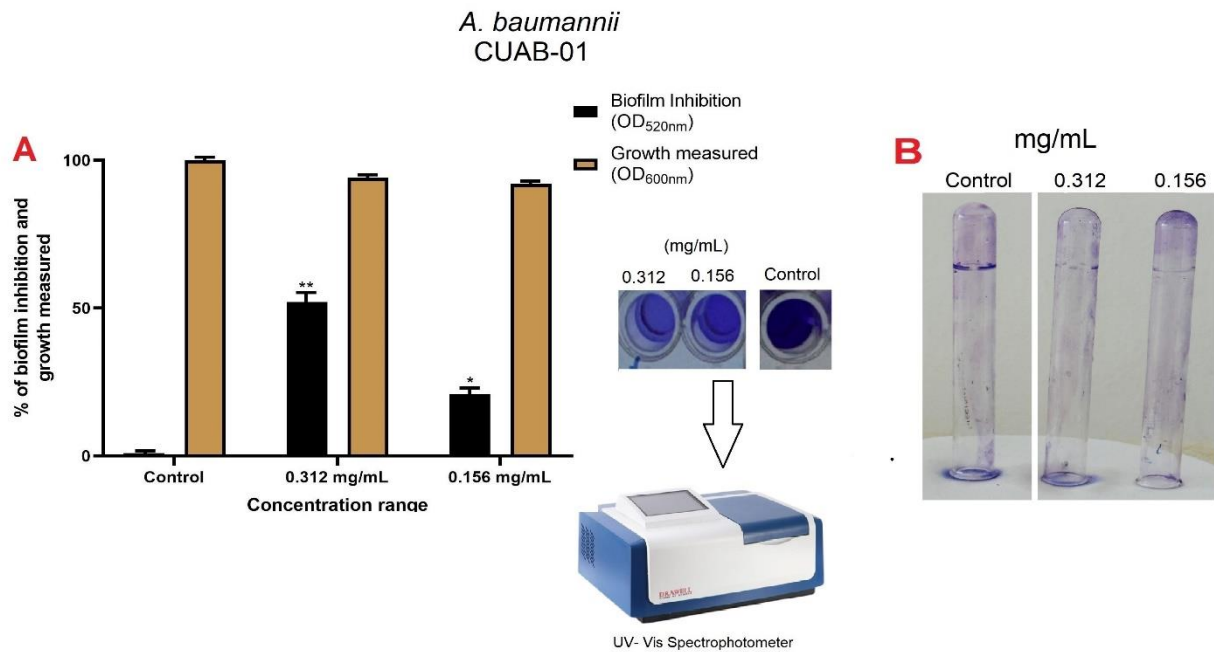 A. baumannii
CUAB-01
Biofilm Inhibition
(OD520nm)
Growth measured
(OD600nm)
A
% of biofilm inhibition and
growth measured
100
50
0
**
*
Control
0.312 mg/mL
0.156 mg/mL
Concentration range
(mg/mL)
0.312
0.156
Control
UV- Vis Spectrophotometer
B
mg/mL
Control
0.312
0.156
.